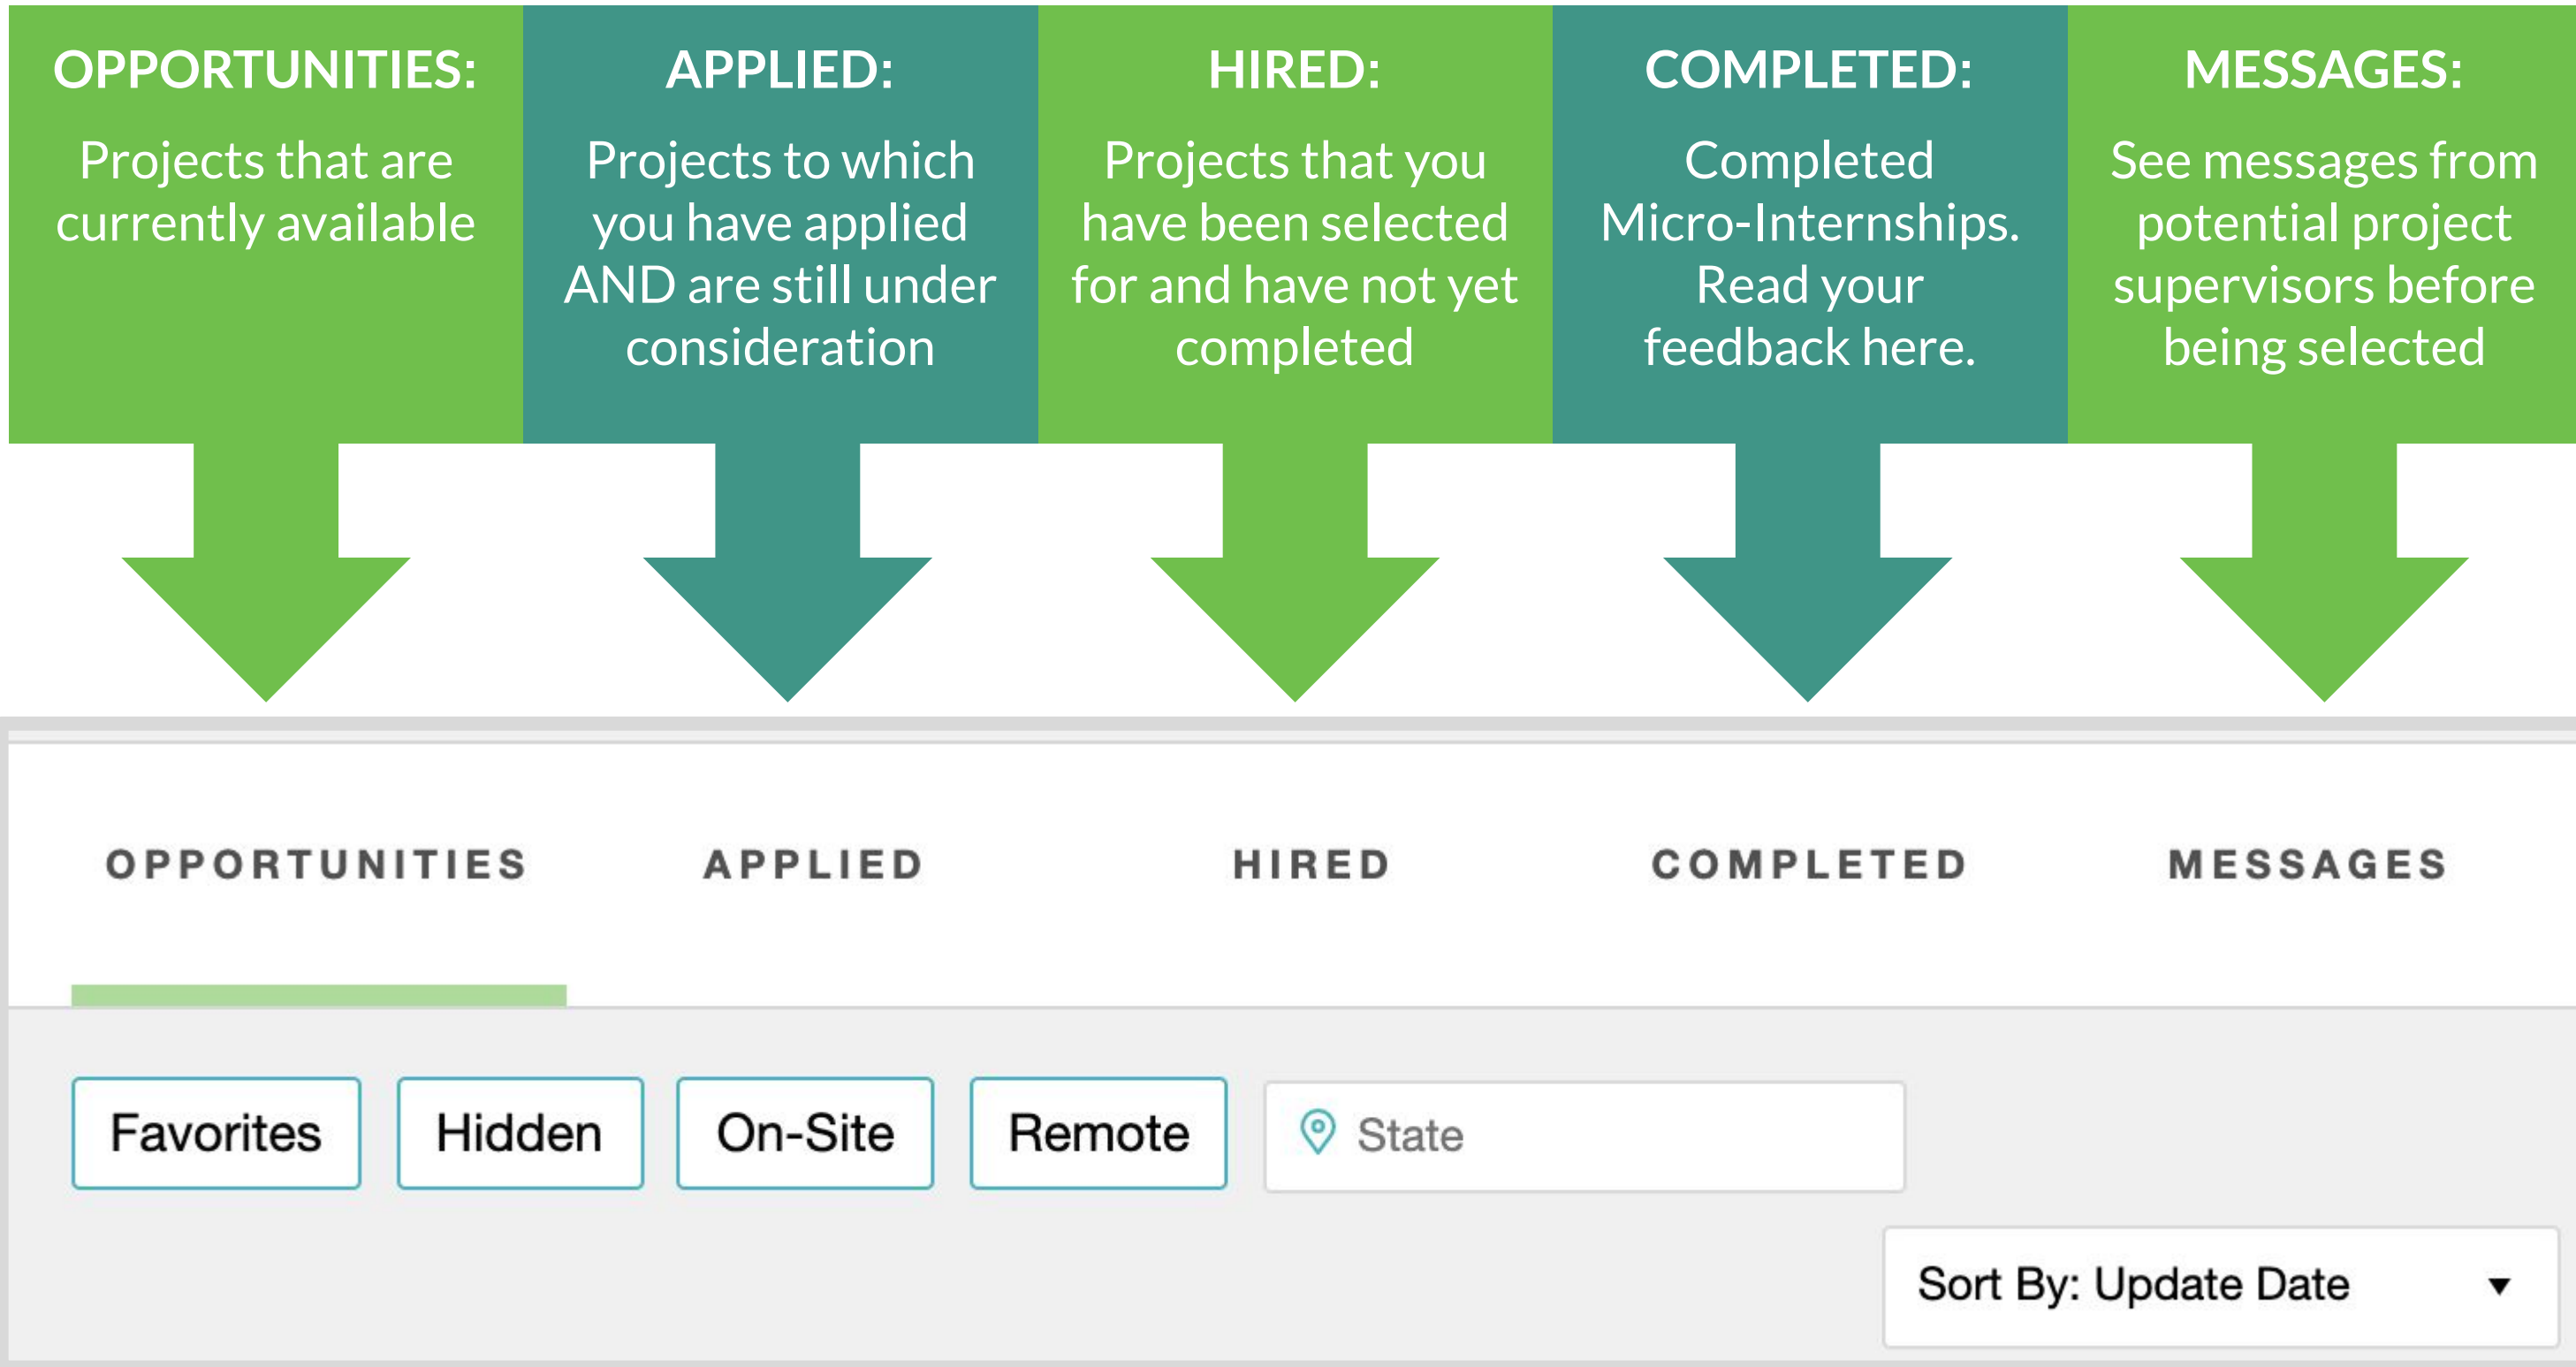 OPPORTUNITIES:
Projects that are
currently available
APPLIED:
Projects to which
you have applied
AND are still under
consideration
HIRED:
Projects that you
have been selected
for and have not yet
completed
COMPLETED:
Completed
Micro-Internships.
Read your
feedback here.
MESSAGES:
See messages from
potential project
supervisors before
being selected
OPPORTUNITIES APPLIED HIRED COMPLETED MESSAGES
Favorites Hidden On-Site Remote State
Sort By: Update Date